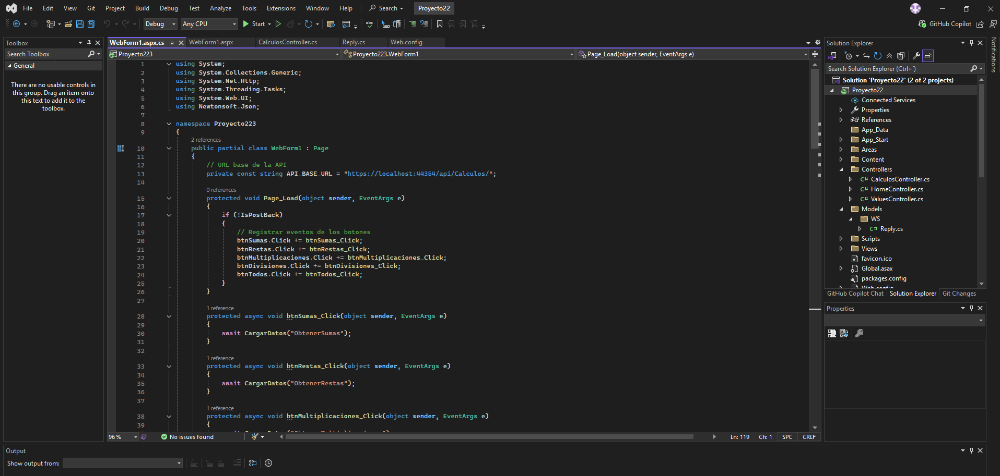 File Edit View Git Project Build Debug Test Analyze Tools Extensions Window Help Search Proyecto22
Debug Any CPU Start GitHub Copilot
Toolbox
Search Toolbox
General
There are no usable controls in
this group. Drag an item onto
this text to add it to the
toolbox.
WebForm1.aspx.cs WebForm1.aspx CalculosController.cs Reply.cs Web.config
Proyecto223 Proyecto223.WebForm1 Page_Load(object sender, EventArgs e)
1 using System;
2 using System.Collections.Generic;
3 using System.Net.Http;
4 using System.Threading.Tasks;
5 using System.Web.UI;
6 using Newtonsoft.Json;
7
8 namespace Proyecto223
9 {
2 references
10 public partial class WebForm1 : Page
11 {
12 // URL base de la API
13 private const string API_BASE_URL = "https://localhost:44354/api/Calculos/";
14
0 references
15 protected void Page_Load(object sender, EventArgs e)
16 {
17 if (!IsPostBack)
18 {
19 // Registrar eventos de los botones
20 btnSumas.Click += btnSumas_Click;
21 btnRestas.Click += btnRestas_Click;
22 btnMultiplicaciones.Click += btnMultiplicaciones_Click;
23 btnDivisiones.Click += btnDivisiones_Click;
24 btnTodos.Click += btnTodos_Click;
25 }
26 }
27
1 reference
28 protected async void btnSumas_Click(object sender, EventArgs e)
29 {
30 await CargarDatos("ObtenerSumas");
31 }
32
1 reference
33 protected async void btnRestas_Click(object sender, EventArgs e)
34 {
35 await CargarDatos("ObtenerRestas");
36 }
37
1 reference
38 protected async void btnMultiplicaciones_Click(object sender, EventArgs e)
39 {
96 % No issues found Ln: 119 Ch: 1 SPC CRLF
Solution Explorer
Search Solution Explorer (Ctrl+´)
Solution 'Proyecto22' (2 of 2 projects)
Proyecto22
Connected Services
Properties
References
App_Data
App_Start
Areas
Content
Controllers
C# CalculosController.cs
C# HomeController.cs
C# ValuesController.cs
Models
WS
C# Reply.cs
Scripts
Views
favicon.ico
Global.asax
packages.config
Web.config
GitHub Copilot Chat Solution Explorer Git Changes
Properties
Notifications
Output
Show output from: